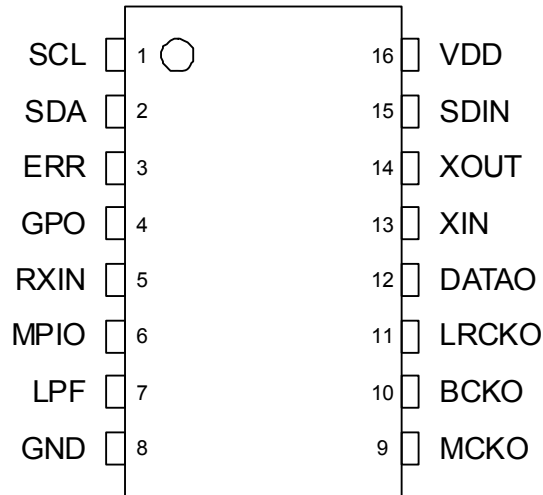 SCL 1 16 VDD
SDA 2 15 SDIN
ERR 3 14 XOUT
GPO 4 13 XIN
RXIN 5 12 DATAO
MPIO 6 11 LRCKO
LPF 7 10 BCKO
GND 8 9 MCKO